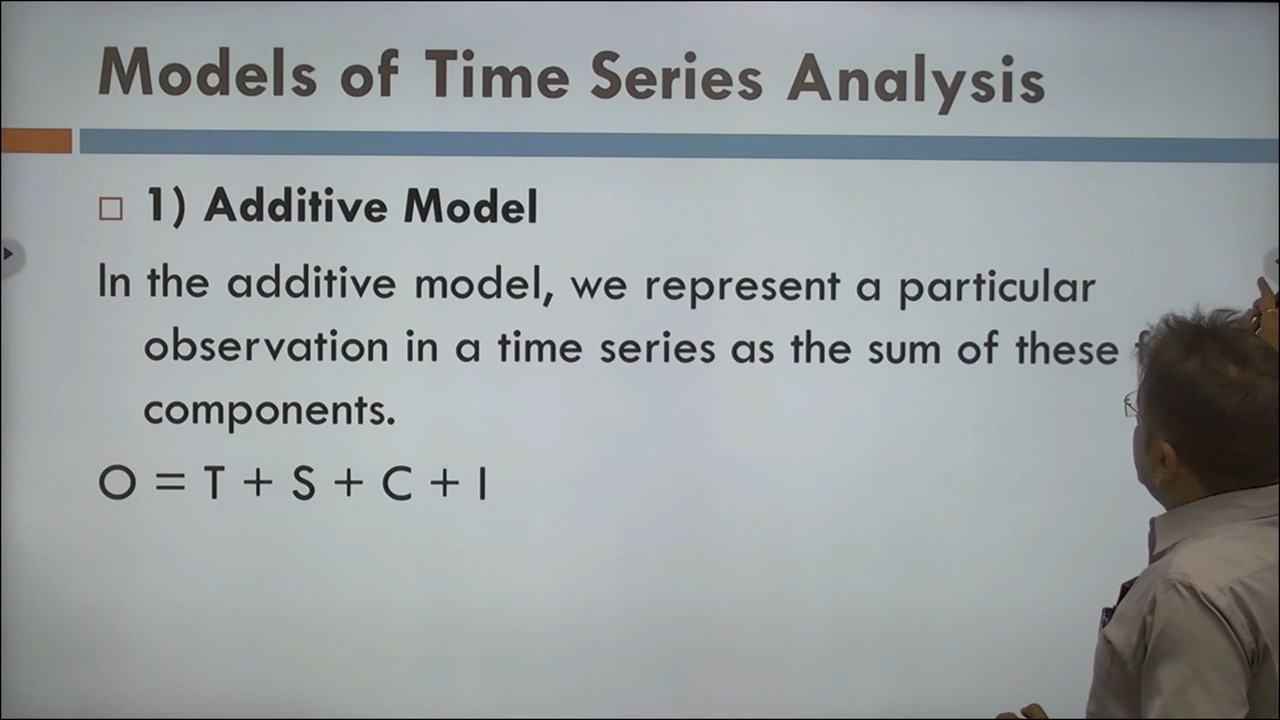 Models of Time Series Analysis
1) Additive Model
In the additive model, we represent a particular
observation in a time series as the sum of these
components.
O = T + S + C + I